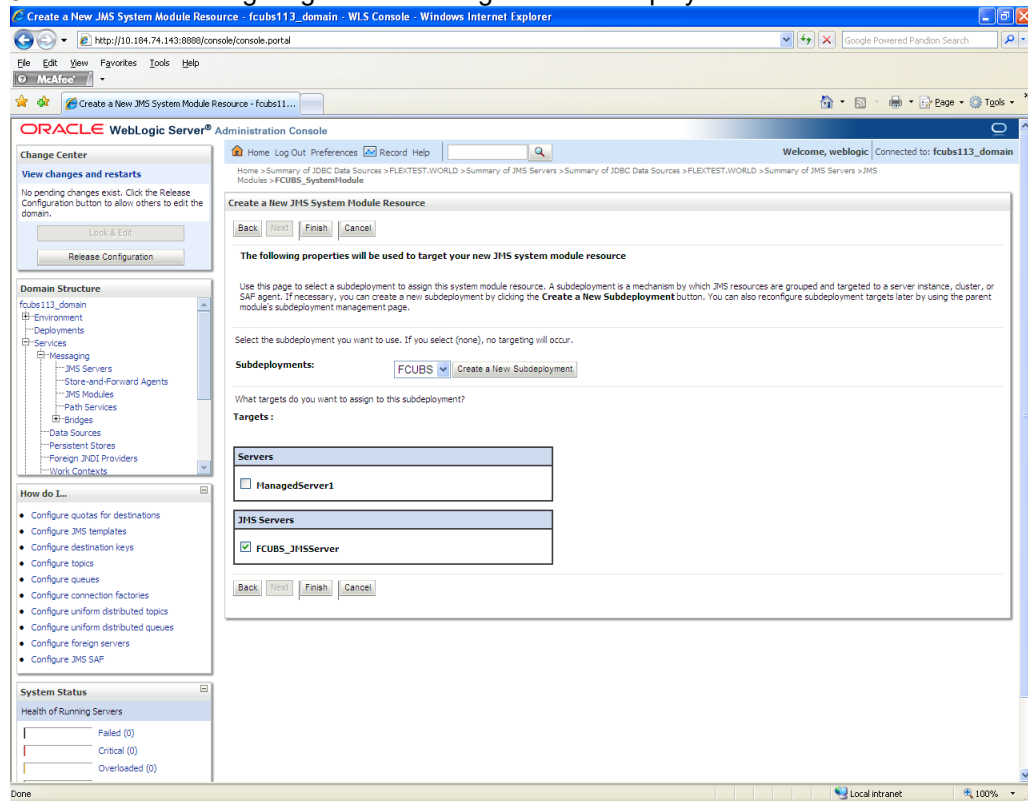 Create a New JMS System Module Resource - fcubs113_domain - WLS Console - Windows Internet Explorer
http://10.184.74.143:8888/console/console.portal
Google Powered Pandion Search
File Edit View Favorites Tools Help
McAfee
Create a New JMS System Module Resource - fcubs11...
Page Tools
ORACLE WebLogic Server® Administration Console
Change Center
View changes and restarts
No pending changes exist. Click the Release
Configuration button to allow others to edit the
domain.
Lock & Edit
Release Configuration
Domain Structure
fcubs113_domain
Environment
Deployments
Services
Messaging
JMS Servers
Store-and-Forward Agents
JMS Modules
Path Services
Bridges
Data Sources
Persistent Stores
Foreign JNDI Providers
Work Contexts
How do I...
Configure quotas for destinations
Configure JMS templates
Configure destination keys
Configure topics
Configure queues
Configure connection factories
Configure uniform distributed topics
Configure uniform distributed queues
Configure foreign servers
Configure JMS SAF
System Status
Health of Running Servers
Failed (0)
Critical (0)
Overloaded (0)
Home Log Out Preferences Record Help
Welcome, weblogic Connected to: fcubs113_domain
Home >Summary of JDBC Data Sources >FLEXTEST.WORLD >Summary of JMS Servers >Summary of JDBC Data Sources >FLEXTEST.WORLD >Summary of JMS Servers >JMS
Modules >FCUBS_SystemModule
Create a New JMS System Module Resource
Back Next Finish Cancel
The following properties will be used to target your new JMS system module resource
Use this page to select a subdeployment to assign this system module resource. A subdeployment is a mechanism by which JMS resources are grouped and targeted to a server instance, cluster, or
SAF agent. If necessary, you can create a new subdeployment by clicking the Create a New Subdeployment button. You can also reconfigure subdeployment targets later by using the parent
module's subdeployment management page.
Select the subdeployment you want to use. If you select (none), no targeting will occur.
Subdeployments: FCUBS Create a New Subdeployment
What targets do you want to assign to this subdeployment?
Targets :
Servers
ManagedServer1
JMS Servers
FCUBS_JMSServer
Back Next Finish Cancel
Done
Local intranet
100%